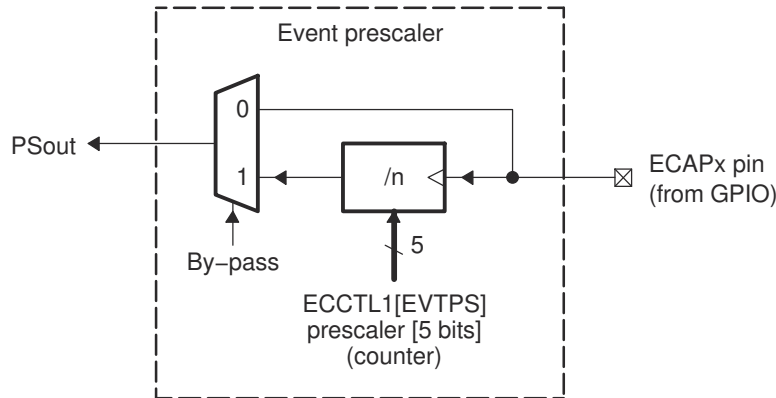 Event prescaler
0
PSout
1
/n
ECAPx pin
(from GPIO)
5
By−pass
ECCTL1[EVTPS]
prescaler [5 bits]
(counter)